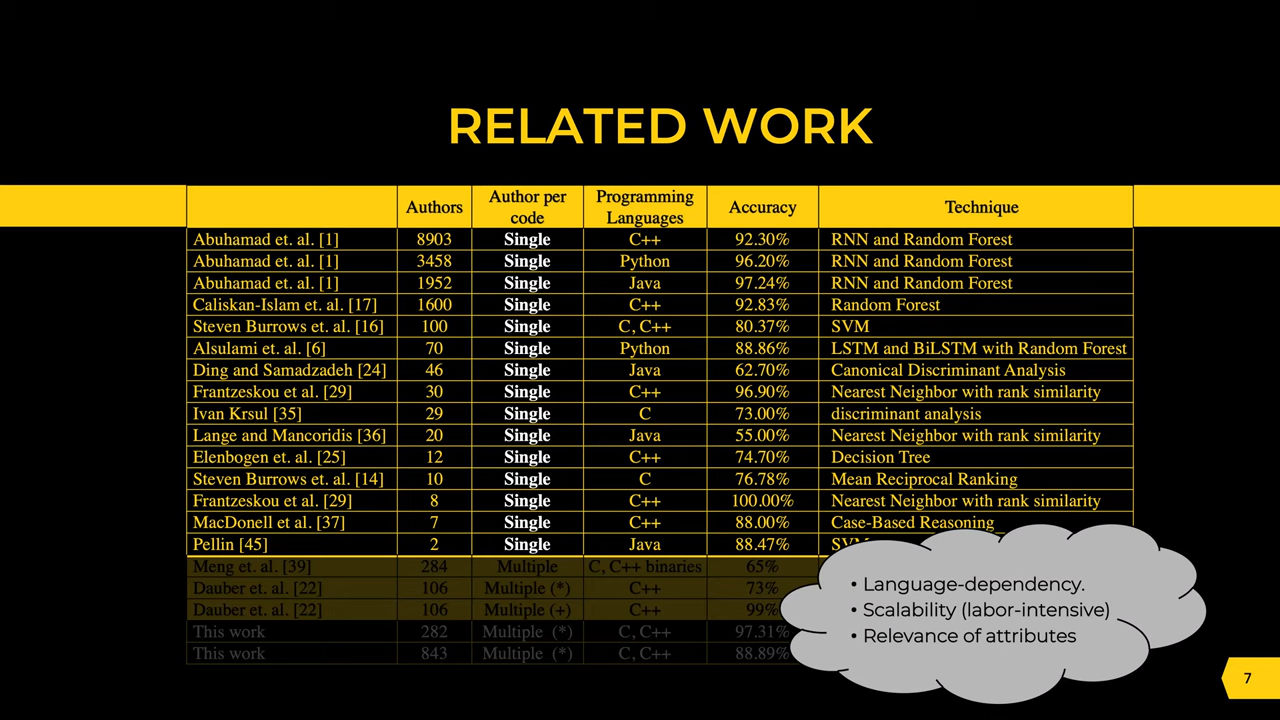 RELATED WORK
Authors Author per code Programming Languages Accuracy Technique
Abuhamad et. al. [1] 8903 Single C++ 92.30% RNN and Random Forest
Abuhamad et. al. [1] 3458 Single Python 96.20% RNN and Random Forest
Abuhamad et. al. [1] 1952 Single Java 97.24% RNN and Random Forest
Caliskan-Islam et. al. [17] 1600 Single C++ 92.83% Random Forest
Steven Burrows et. al. [16] 100 Single C, C++ 80.37% SVM
Alsulami et. al. [6] 70 Single Python 88.86% LSTM and BiLSTM with Random Forest
Ding and Samadzadeh [24] 46 Single Java 62.70% Canonical Discriminant Analysis
Frantzeskou et al. [29] 30 Single C++ 96.90% Nearest Neighbor with rank similarity
Ivan Krsul [35] 29 Single C 73.00% discriminant analysis
Lange and Mancoridis [36] 20 Single Java 55.00% Nearest Neighbor with rank similarity
Elenbogen et. al. [25] 12 Single C++ 74.70% Decision Tree
Steven Burrows et. al. [14] 10 Single C 76.78% Mean Reciprocal Ranking
Frantzeskou et al. [29] 8 Single C++ 100.00% Nearest Neighbor with rank similarity
MacDonell et al. [37] 7 Single C++ 88.00% Case-Based Reasoning
Pellin [45] 2 Single Java 88.47% SVM
Meng et. al. [39] 284 Multiple C, C++ binaries 65%
Dauber et. al. [22] 106 Multiple (*) C++ 73%
Dauber et. al. [22] 106 Multiple (+) C++ 99%
This work 282 Multiple (*) C, C++ 97.31%
This work 843 Multiple (*) C, C++ 88.89%
• Language-dependency.
• Scalability (labor-intensive)
• Relevance of attributes
7